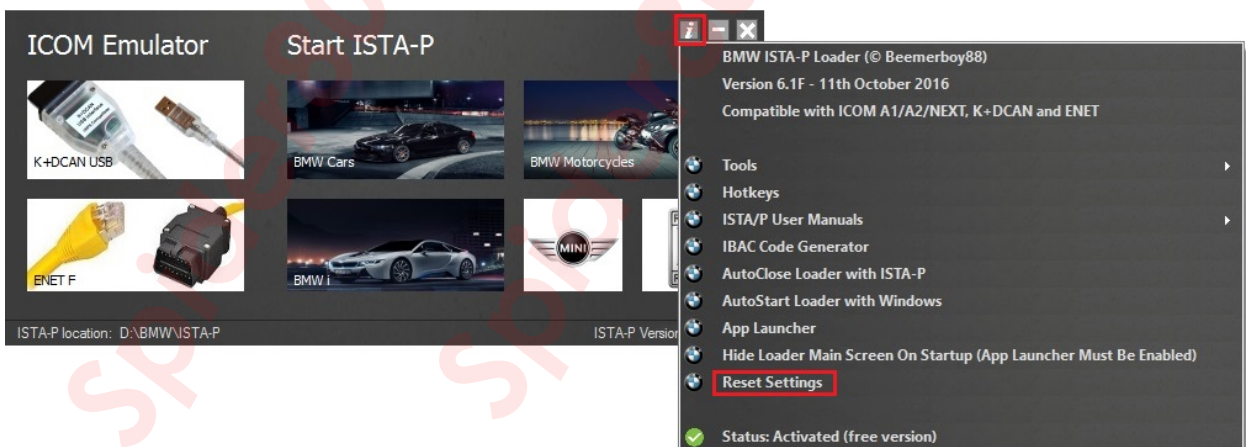 ICOM Emulator
Start ISTA-P
K+DCAN USB
BMW Cars
BMW Motorcycles
ENET F
BMW i
MINI
ISTA-P location: D:\BMW\ISTA-P
ISTA-P Version
i
BMW ISTA-P Loader (© Beemerboy88)
Version 6.1F - 11th October 2016
Compatible with ICOM A1/A2/NEXT, K+DCAN and ENET
Tools
Hotkeys
ISTA/P User Manuals
IBAC Code Generator
AutoClose Loader with ISTA-P
AutoStart Loader with Windows
App Launcher
Hide Loader Main Screen On Startup (App Launcher Must Be Enabled)
Reset Settings
Status: Activated (free version)